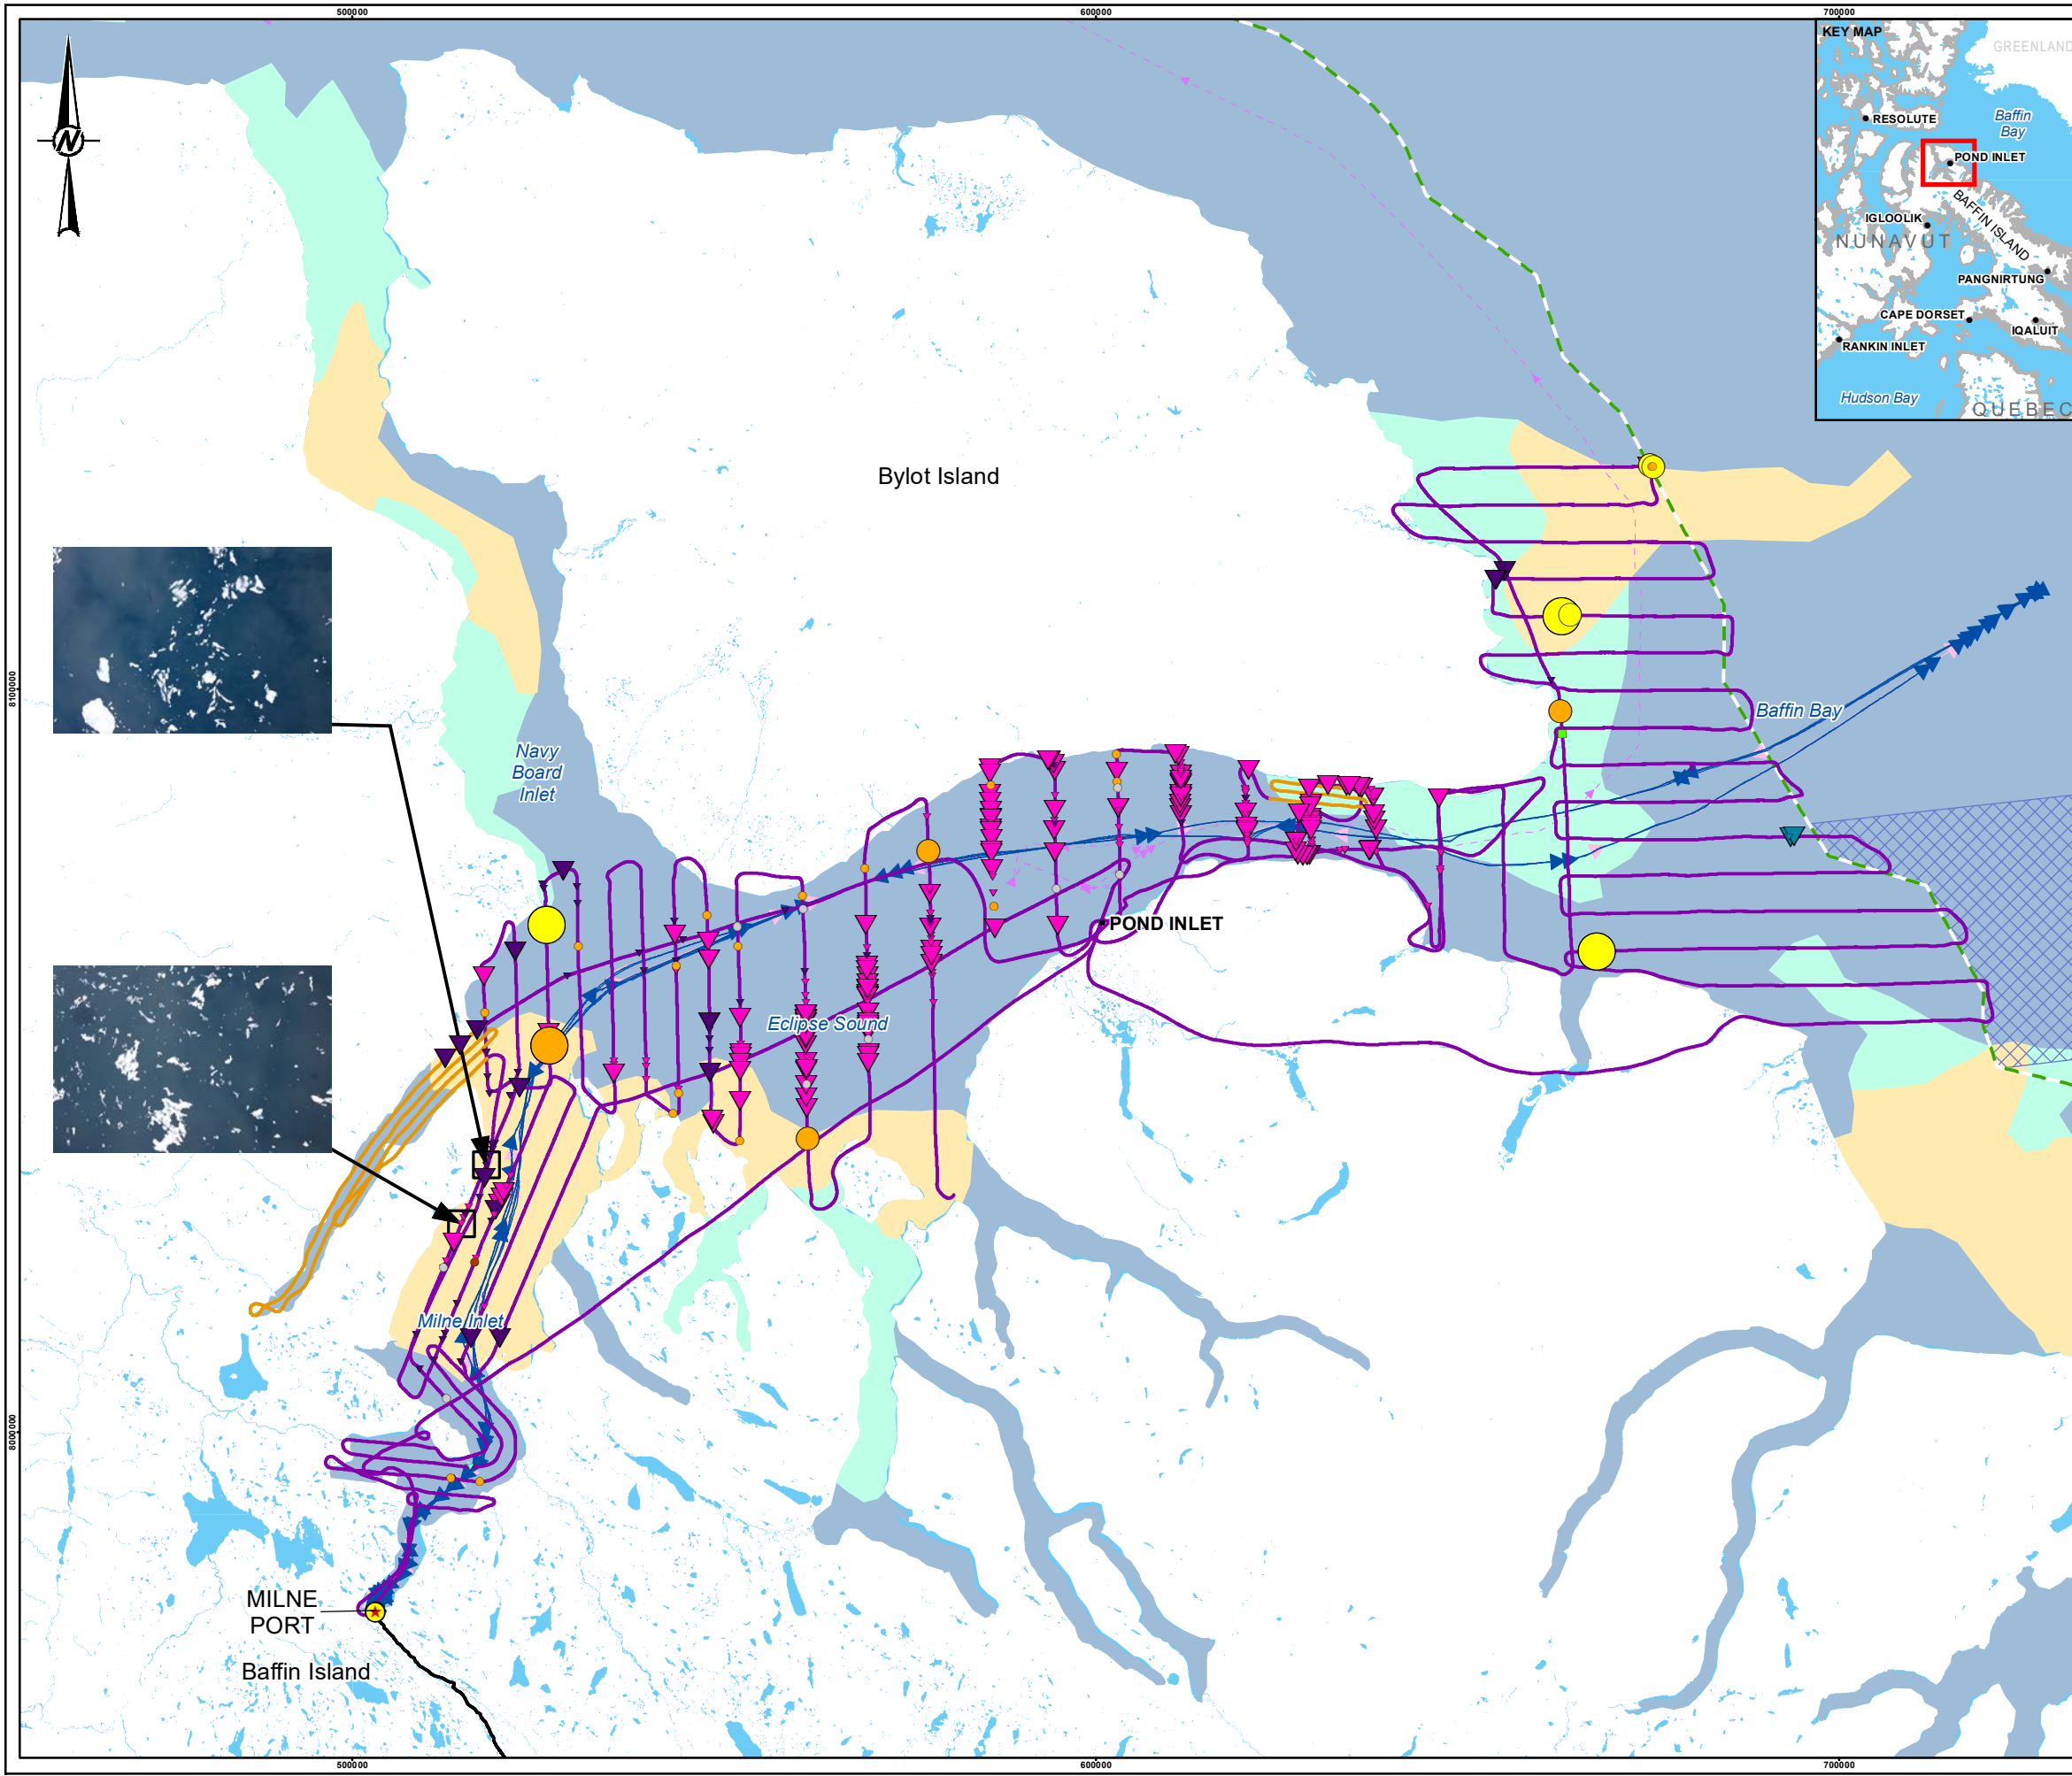 500000
600000
700000
KEY MAP
GREENLAND
Baffin
Bay
RESOLUTE
POND INLET
BAFFIN ISLAND
IGLOOLIK
NUNAVUT
PANGNIRTUNG
CAPE DORSET
IQALUIT
RANKIN INLET
Hudson Bay
QUEBEC
N
Bylot Island
8100000
Baffin Bay
Navy
Board
Inlet
POND INLET
Eclipse Sound
Milne Inlet
8000000
MILNE
PORT
Baffin Island
500000
600000
700000